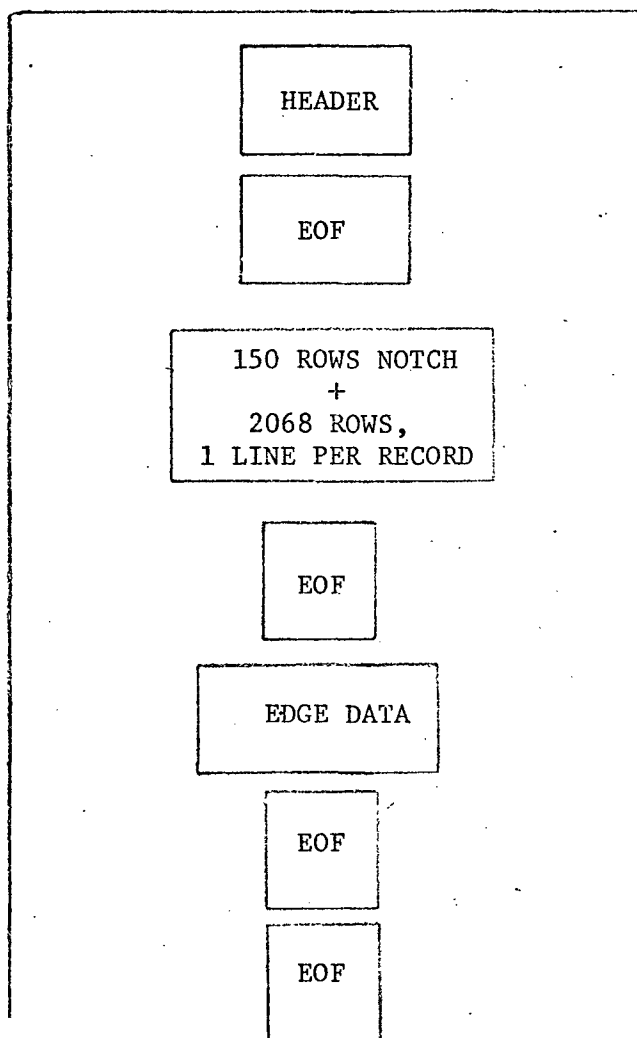 HEADER
EOF
150 ROWS NOTCH
+
2068 ROWS,
1 LINE PER RECORD
EOF
EDGE DATA
EOF
EOF